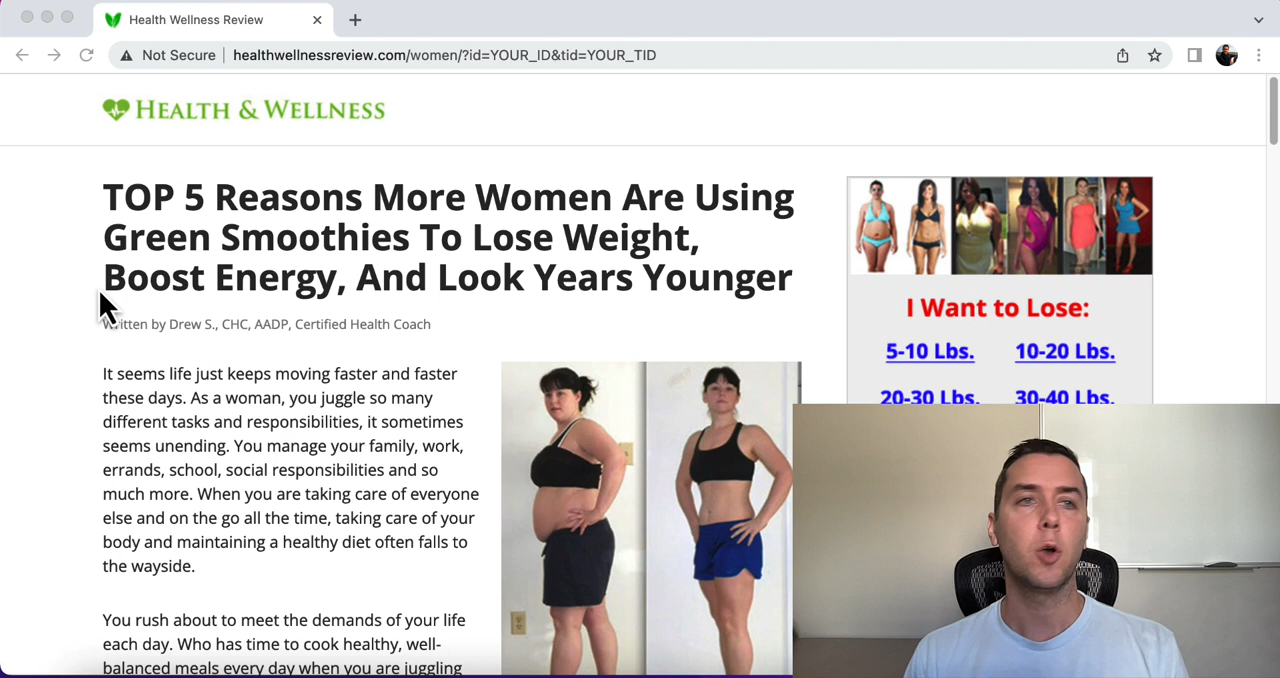 Health Wellness Review
Not Secure
healthwellnessreview.com/women/?id=YOUR_ID&tid=YOUR_TID
HEALTH & WELLNESS
TOP 5 Reasons More Women Are Using
Green Smoothies To Lose Weight,
Boost Energy, And Look Years Younger
Written by Drew S., CHC, AADP, Certified Health Coach
It seems life just keeps moving faster and faster
these days. As a woman, you juggle so many
different tasks and responsibilities, it sometimes
seems unending. You manage your family, work,
errands, school, social responsibilities and so
much more. When you are taking care of everyone
else and on the go all the time, taking care of your
body and maintaining a healthy diet often falls to
the wayside.
You rush about to meet the demands of your life
each day. Who has time to cook healthy, well-
balanced meals every day when you are juggling
I Want to Lose:
5-10 Lbs. 10-20 Lbs.
20-30 Lbs. 30-40 Lbs.